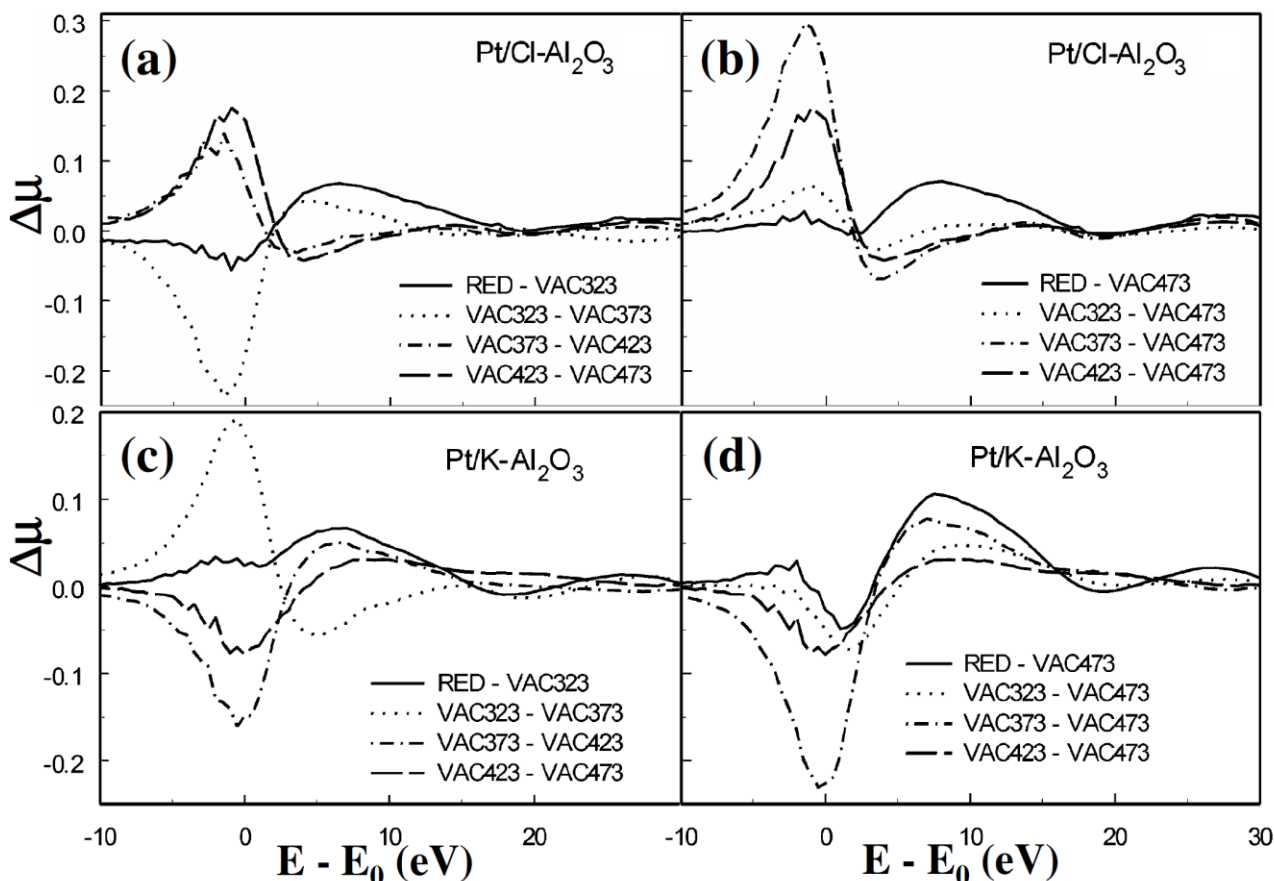 (a)
Pt/Cl-Al2O3
0.3
0.2
0.1
0.0
-0.1
-0.2
Δμ
RED - VAC323
VAC323 - VAC373
VAC373 - VAC423
VAC423 - VAC473
(b)
Pt/Cl-Al2O3
RED - VAC473
VAC323 - VAC473
VAC373 - VAC473
VAC423 - VAC473
(c)
Pt/K-Al2O3
0.2
0.1
0.0
-0.1
-0.2
Δμ
RED - VAC323
VAC323 - VAC373
VAC373 - VAC423
VAC423 - VAC473
-10 0 10 20
E - E0 (eV)
(d)
Pt/K-Al2O3
RED - VAC473
VAC323 - VAC473
VAC373 - VAC473
VAC423 - VAC473
-10 0 10 20 30
E - E0 (eV)